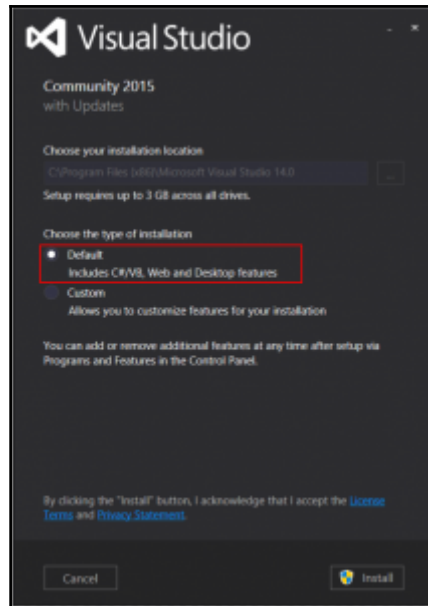 Visual Studio
Community 2015
with Updates
Choose your installation location
C:\Program Files (x86)\Microsoft Visual Studio 14.0
...
Setup requires up to 3 GB across all drives.
Choose the type of installation
Default
Includes C#/VB, Web and Desktop features
Custom
Allows you to customize features for your installation
You can add or remove additional features at any time after setup via
Programs and Features in the Control Panel.
By clicking the "Install" button, I acknowledge that I accept the License
Terms and Privacy Statement.
Cancel
Install